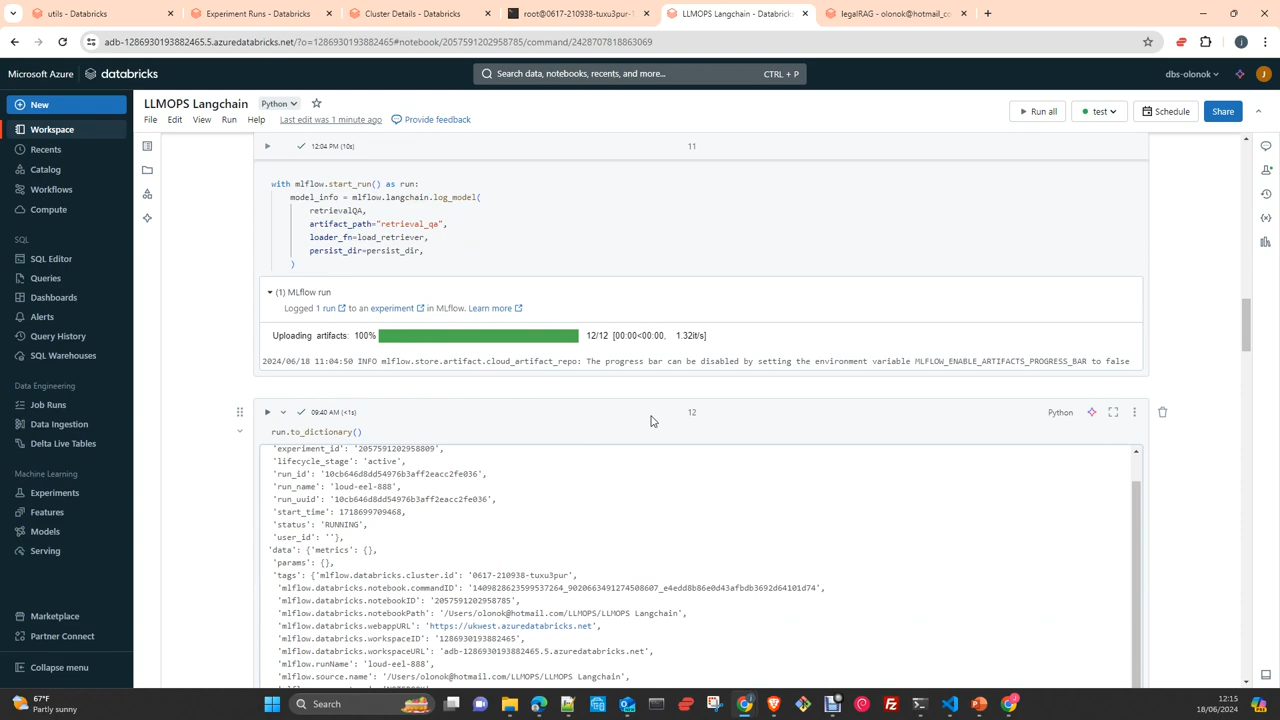 utils - Databricks
Experiment Runs - Databricks
Cluster Details - Databricks
root@0617-210938-tuxu3pur-1
LLMOPS Langchain - Databricks
legalRAG - olonok@hotmail_co
adb-1286930193882465.5.azuredatabricks.net/?o=1286930193882465#notebook/2057591202958785/command/2428707818863069
Microsoft Azure
databricks
Search data, notebooks, recents, and more...
CTRL + P
dbs-olonok
J
New
LLMOPS Langchain
Python
File
Edit
View
Run
Help
Last edit was 1 minute ago
Provide feedback
Run all
test
Schedule
Share
Workspace
Recents
Catalog
Workflows
Compute
SQL
SQL Editor
Queries
Dashboards
Alerts
Query History
SQL Warehouses
Data Engineering
Job Runs
Data Ingestion
Delta Live Tables
Machine Learning
Experiments
Features
Models
Serving
Marketplace
Partner Connect
Collapse menu
12:04 PM (10s)
11
with mlflow.start_run() as run:
model_info = mlflow.langchain.log_model(
retrievalQA,
artifact_path="retrieval_qa",
loader_fn=load_retriever,
persist_dir=persist_dir,
)
(1) MLflow run
Logged 1 run to an experiment in MLflow. Learn more
Uploading artifacts: 100% 12/12 [00:00<00:00, 1.32it/s]
2024/06/18 11:04:50 INFO mlflow.store.artifact.cloud_artifact_repo: The progress bar can be disabled by setting the environment variable MLFLOW_ENABLE_ARTIFACTS_PROGRESS_BAR to false
09:40 AM (<1s)
12
Python
run.to_dictionary()
'experiment_id': '2057591202958809',
'lifecycle_stage': 'active',
'run_id': '10cb646d8dd54976b3aff2eacc2fe036',
'run_name': 'loud-eel-888',
'run_uuid': '10cb646d8dd54976b3aff2eacc2fe036',
'start_time': 1718699709468,
'status': 'RUNNING',
'user_id': ''},
'data': {'metrics': {},
'params': {},
'tags': {'mlflow.databricks.cluster.id': '0617-210938-tuxu3pur',
'mlflow.databricks.notebook.commandID': '1409828623599537264_9020663491274508607_e4edd8b86e0d43afbdb3692d64101d74',
'mlflow.databricks.notebookID': '2057591202958785',
'mlflow.databricks.notebookPath': '/Users/olonok@hotmail.com/LLMOPS/LLMOPS Langchain',
'mlflow.databricks.webappURL': 'https://ukwest.azuredatabricks.net',
'mlflow.databricks.workspaceID': '1286930193882465',
'mlflow.databricks.workspaceURL': 'adb-1286930193882465.5.azuredatabricks.net',
'mlflow.runName': 'loud-eel-888',
'mlflow.source.name': '/Users/olonok@hotmail.com/LLMOPS/LLMOPS Langchain',
67°F
Partly sunny
Search
12:15
18/06/2024